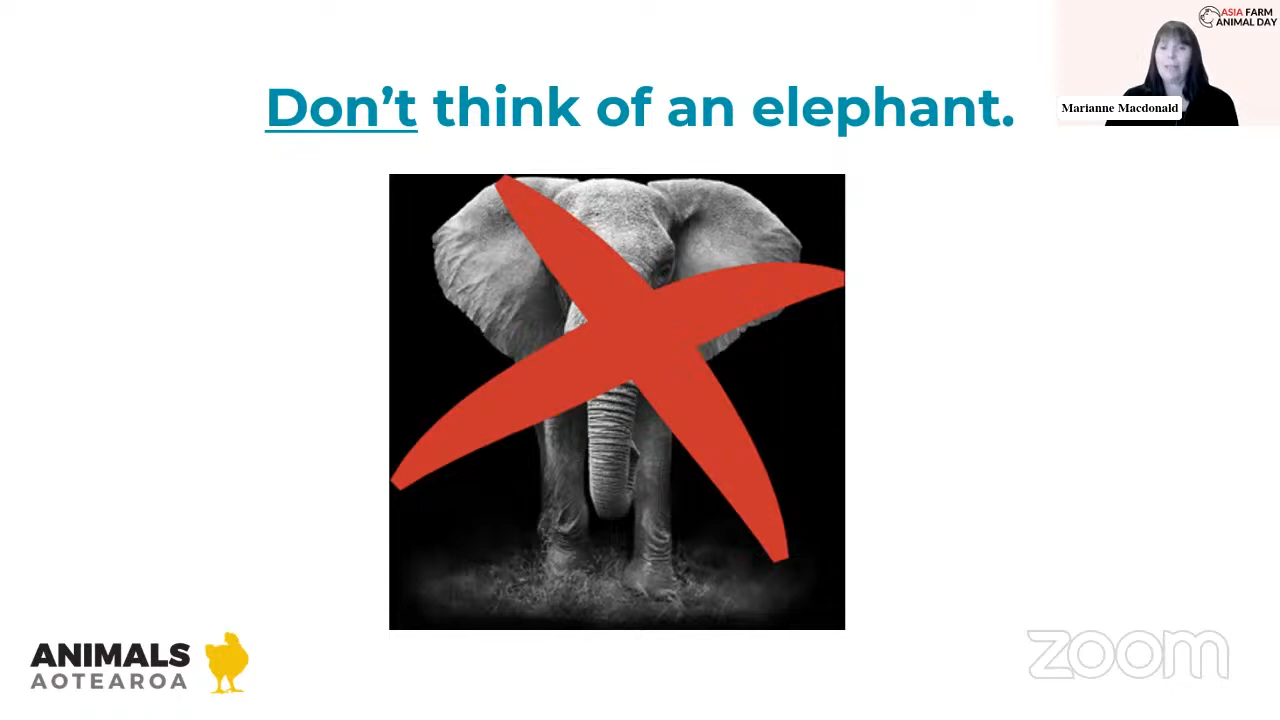 ASIA FARM
ANIMAL DAY
Don't think of an elephant.
Marianne Macdonald
ANIMALS
AOTEAROA
zoom